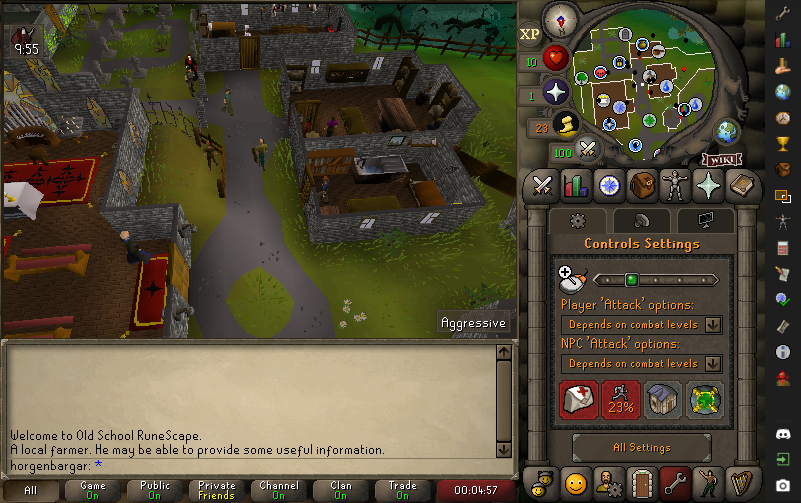 9:55
XP
10
1
23
100
WIKI
Controls Settings
Player 'Attack' options:
Depends on combat levels
NPC 'Attack' options:
Depends on combat levels
23%
All Settings
Aggressive
Welcome to Old School RuneScape.
A local farmer. He may be able to provide some useful information.
horgenbargar: *
All
Game
On
Public
On
Private
Friends
Channel
On
Clan
On
Trade
On
00:04:57